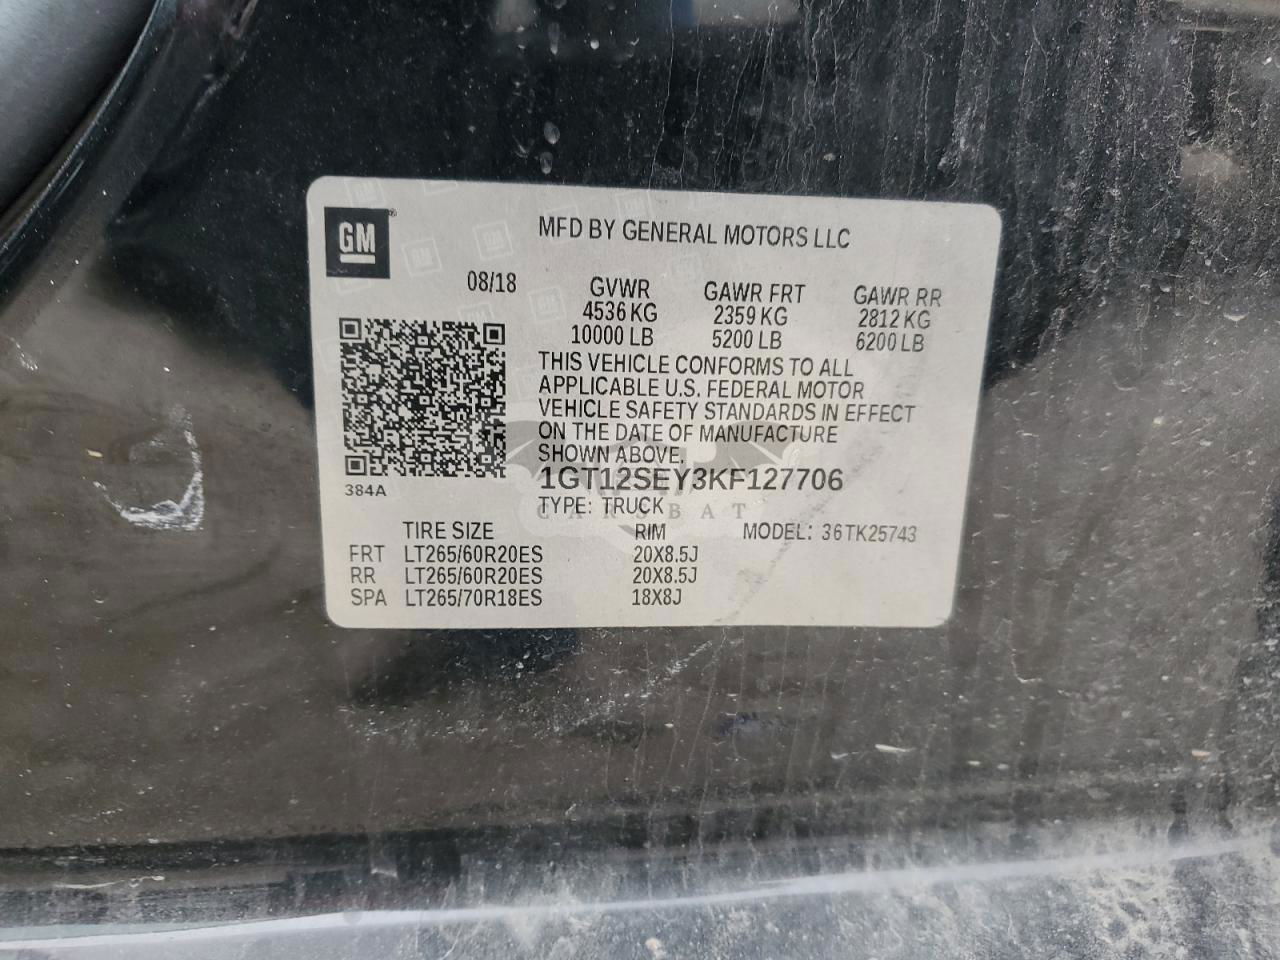 GM
MFD BY GENERAL MOTORS LLC
08/18 GVWR GAWR FRT GAWR RR
4536 KG 2359 KG 2812 KG
10000 LB 5200 LB 6200 LB
THIS VEHICLE CONFORMS TO ALL
APPLICABLE U.S. FEDERAL MOTOR
VEHICLE SAFETY STANDARDS IN EFFECT
ON THE DATE OF MANUFACTURE
SHOWN ABOVE.
1GT12SEY3KF127706
384A
TYPE: TRUCK
CARSBAT
TIRE SIZE RIM MODEL: 36TK25743
FRT LT265/60R20ES 20X8.5J
RR LT265/60R20ES 20X8.5J
SPA LT265/70R18ES 18X8J